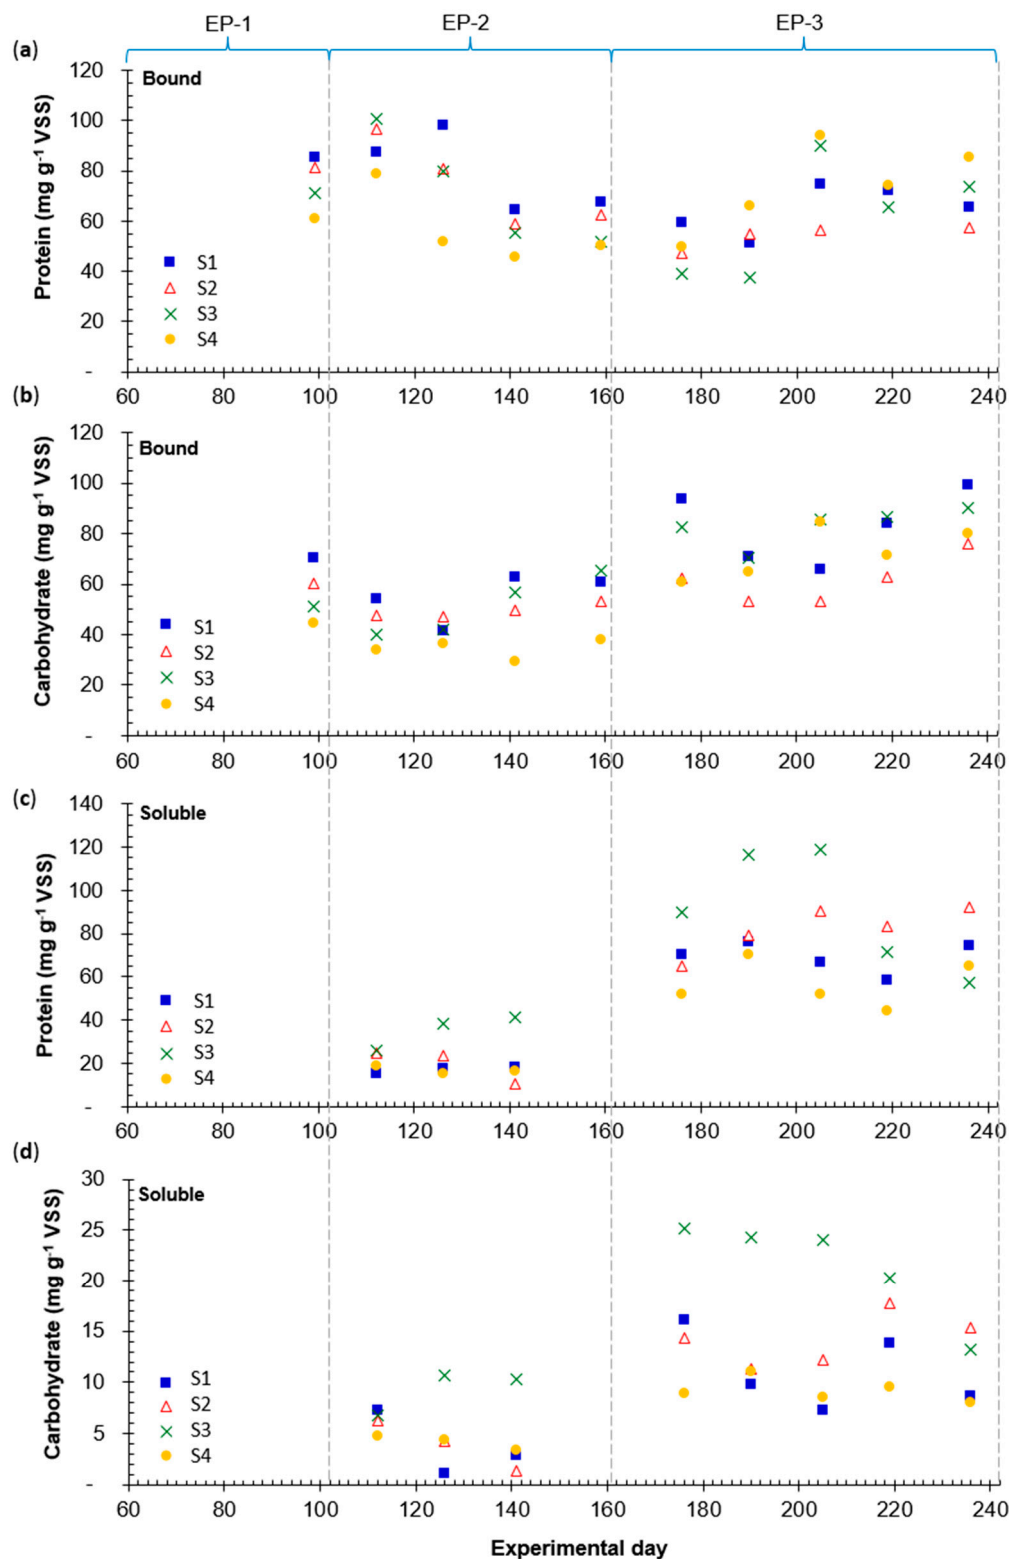 EP-1 EP-2 EP-3
(a)
Bound
Protein (mg g-1 VSS)
120
100
80
60
40
20
-
S1
S2
S3
S4
60 80 100 120 140 160 180 200 220 240
(b)
Bound
Carbohydrate (mg g-1 VSS)
120
100
80
60
40
20
-
S1
S2
S3
S4
60 80 100 120 140 160 180 200 220 240
(c)
Soluble
Protein (mg g-1 VSS)
140
120
100
80
60
40
20
-
S1
S2
S3
S4
60 80 100 120 140 160 180 200 220 240
(d)
Soluble
Carbohydrate (mg g-1 VSS)
30
25
20
15
10
5
-
S1
S2
S3
S4
60 80 100 120 140 160 180 200 220 240
Experimental day